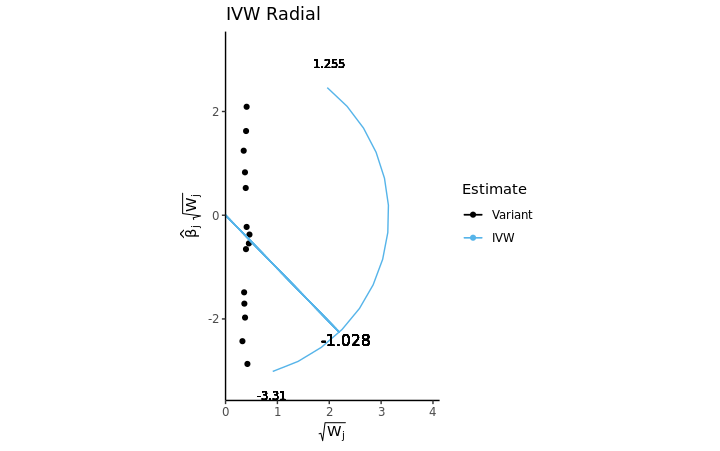 IVW Radial
1.255
2
0
-2
β̂j √Wj
-1.028
-3.31
0 1 2 3 4
√Wj
Estimate
Variant
IVW